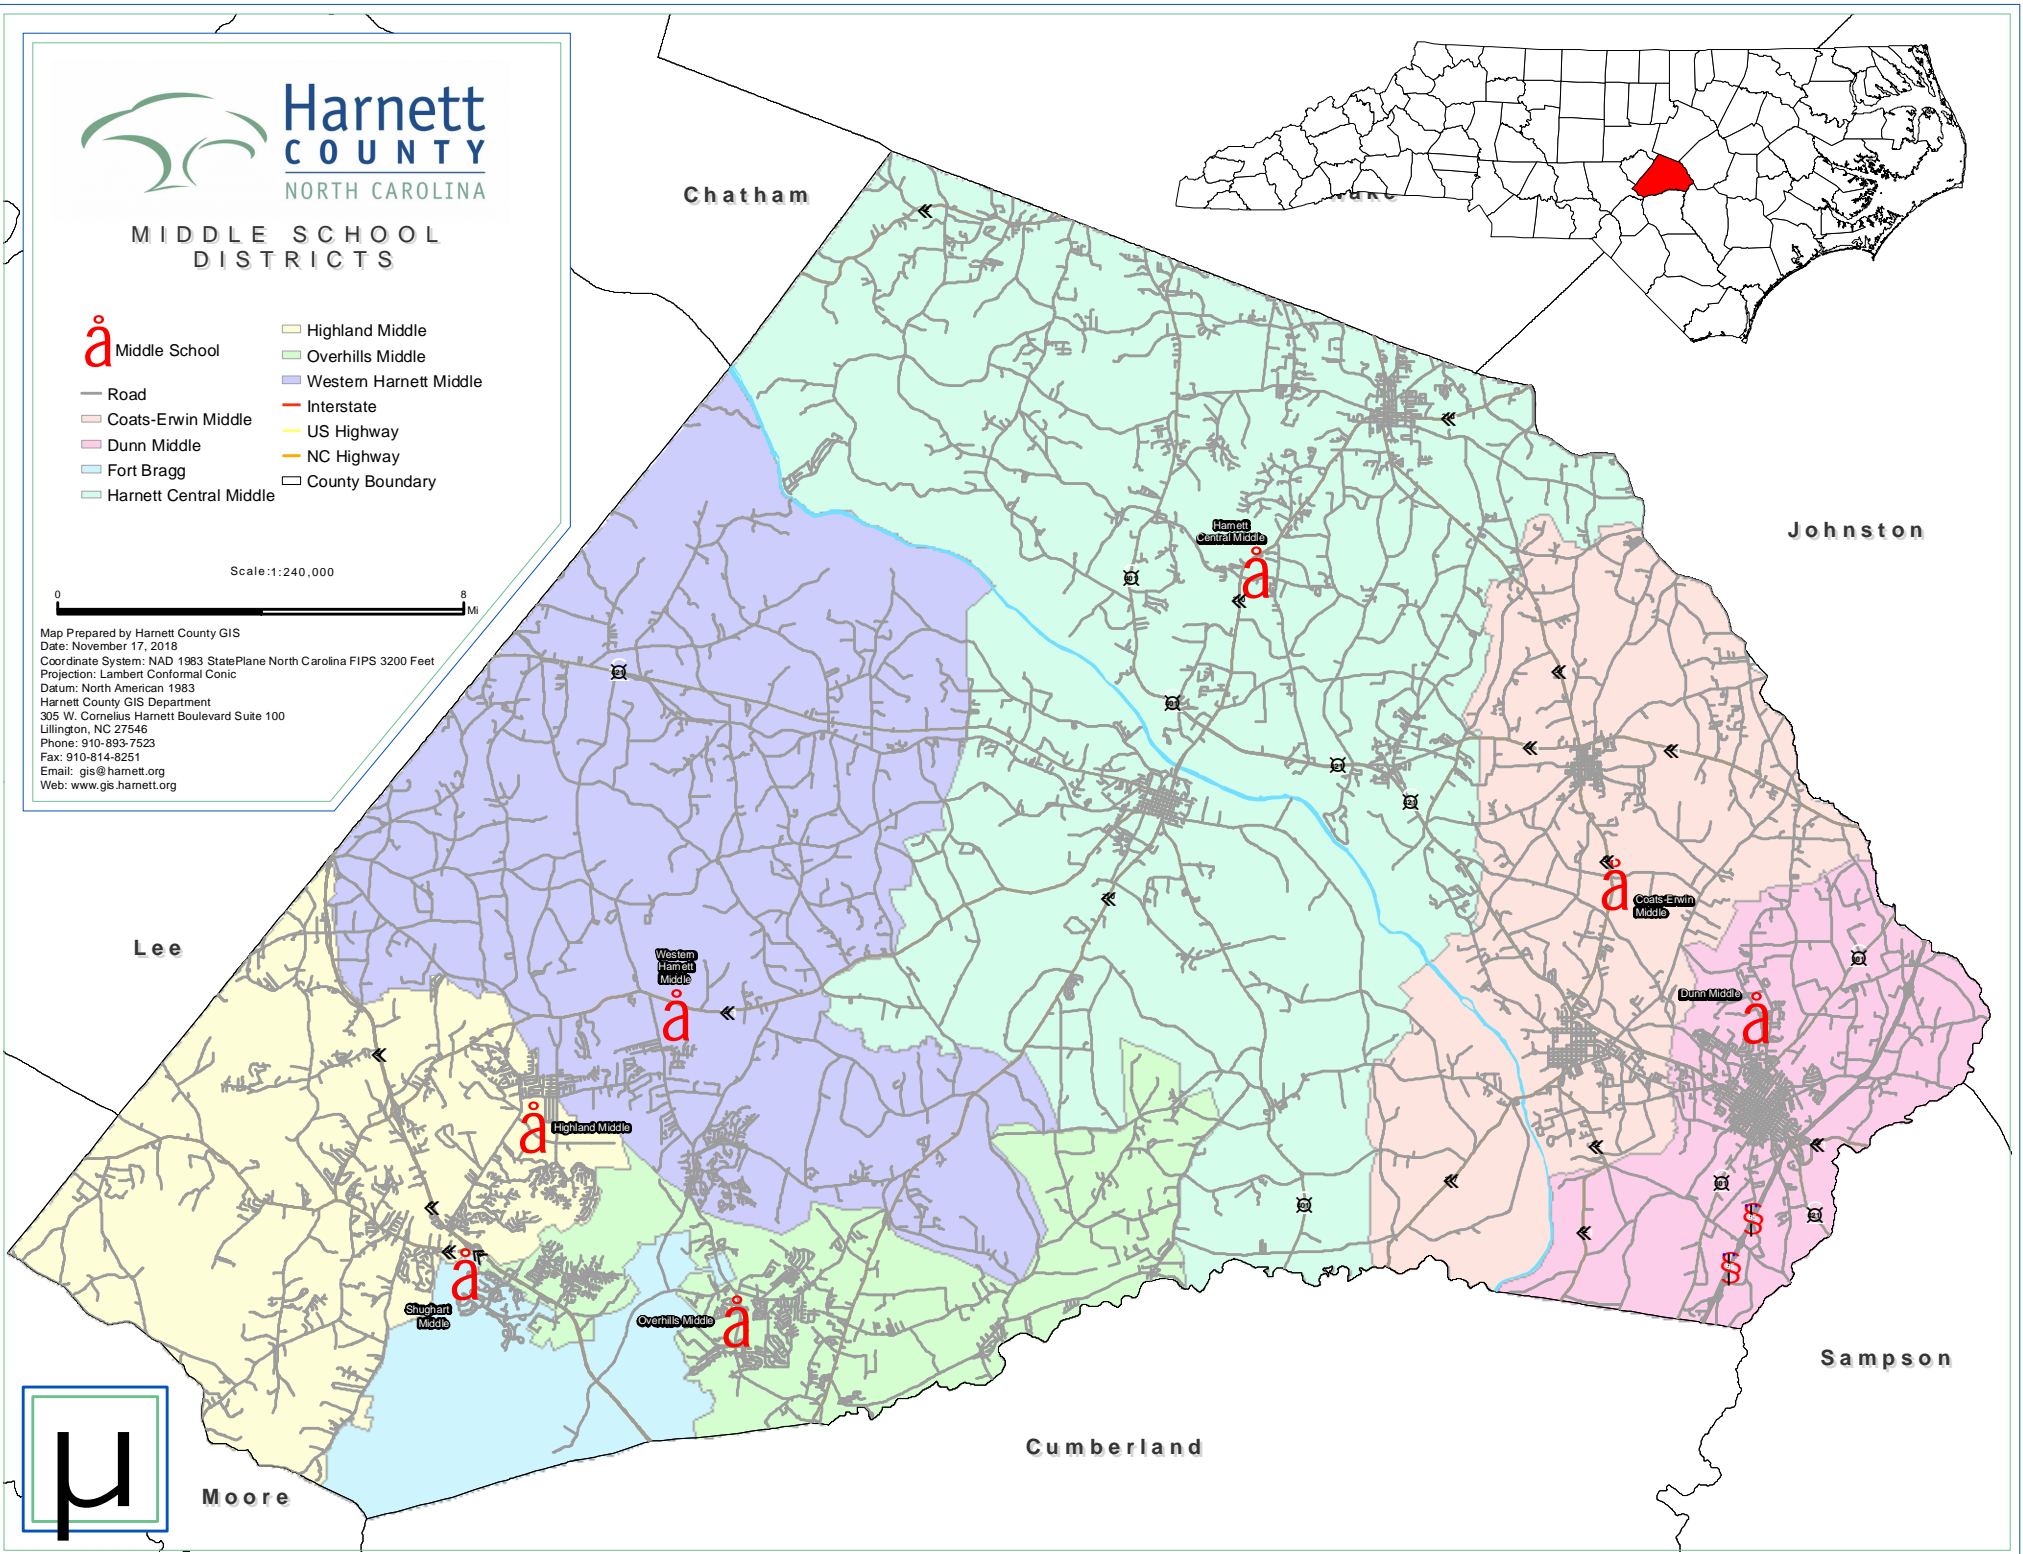 Harnett
COUNTY
NORTH CAROLINA
MIDDLE SCHOOL
DISTRICTS
å Middle School
Road
Coats-Erwin Middle
Dunn Middle
Fort Bragg
Harnett Central Middle
Highland Middle
Overhills Middle
Western Harnett Middle
Interstate
US Highway
NC Highway
County Boundary
Scale:1:240,000
0 8
Mi
Map Prepared by Harnett County GIS
Date: November 17, 2018
Coordinate System: NAD 1983 StatePlane North Carolina FIPS 3200 Feet
Projection: Lambert Conformal Conic
Datum: North American 1983
Harnett County GIS Department
305 W. Cornelius Harnett Boulevard Suite 100
Lillington, NC 27546
Phone: 910-893-7523
Fax: 910-814-8251
Email: gis@harnett.org
Web: www.gis.harnett.org
Chatham
Wake
Johnston
Harnett
Central Middle
å
Lee
Coats-Erwin
Middle
å
Western
Harnett
Middle
å
Dunn Middle
å
Highland Middle
å
Shughart
Middle
å
Overhills Middle
å
§
§
Sampson
Cumberland
Moore
µ